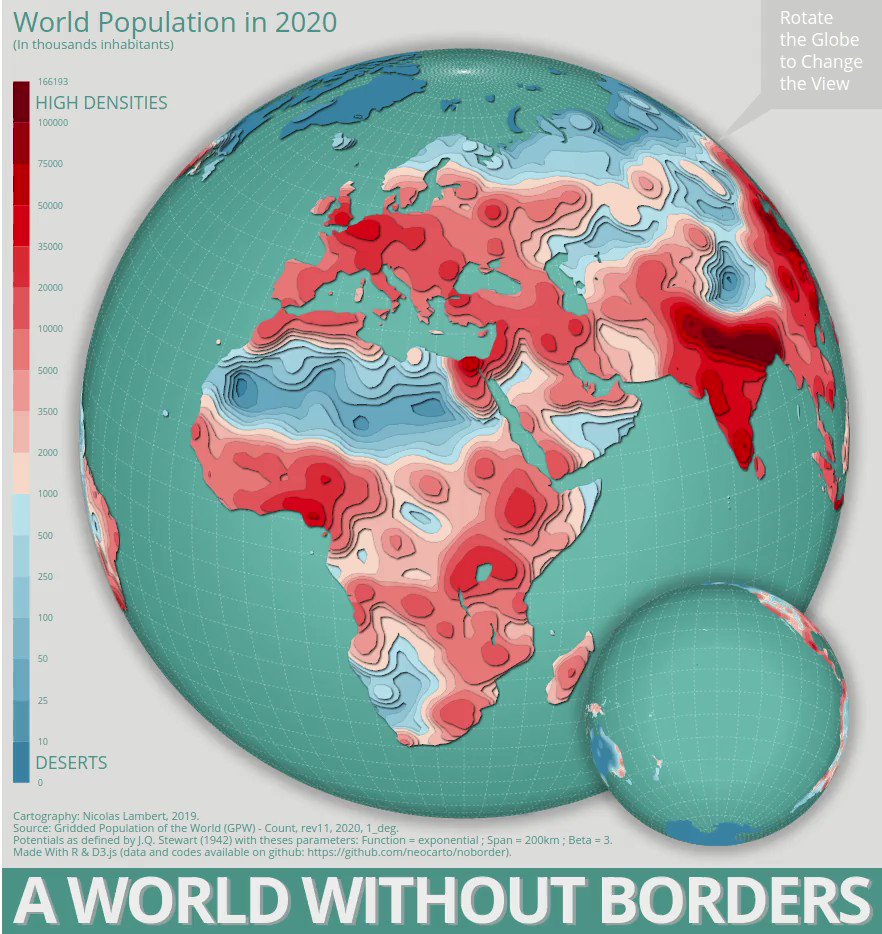 World Population in 2020
(In thousands inhabitants)
Rotate
the Globe
to Change
the View
166193
HIGH DENSITIES
100000
75000
50000
35000
20000
10000
5000
3500
2000
1000
500
250
100
50
25
10
DESERTS
0
Cartography: Nicolas Lambert, 2019.
Source: Gridded Population of the World (GPW) - Count, rev11, 2020, 1_deg.
Potentials as defined by J.Q. Stewart (1942) with theses parameters: Function = exponential ; Span = 200km ; Beta = 3.
Made With R & D3.js (data and codes available on github: https://github.com/neocarto/noborder).
A WORLD WITHOUT BORDERS